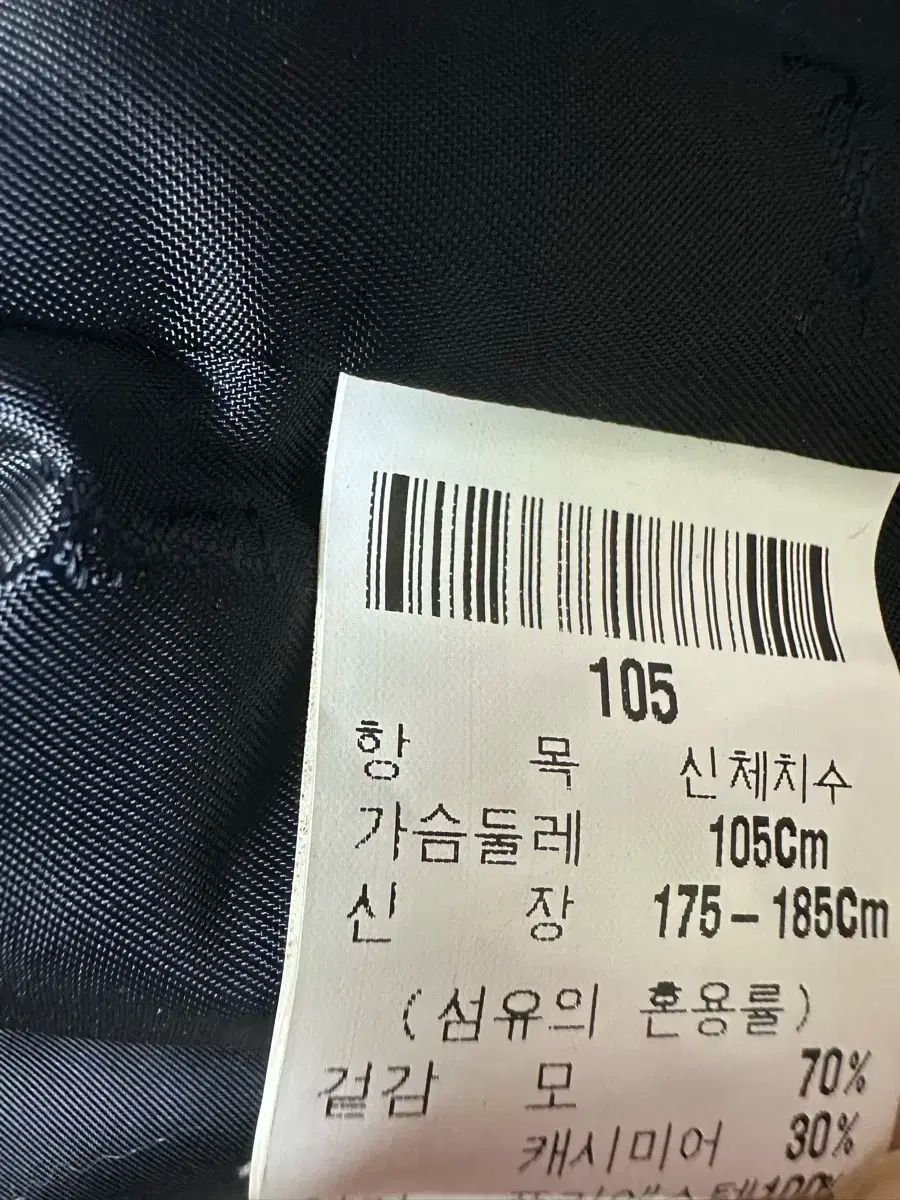 105
항 목 신체치수
가슴둘레 105Cm
신 장 175-185Cm
(섬유의 혼용률)
겉감 모 70%
캐시미어 30%